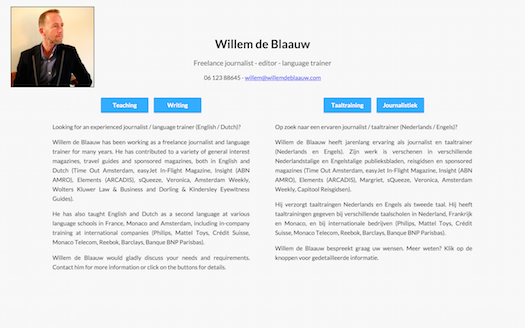 Willem de Blaauw
Freelance journalist - editor - language trainer
06 123 88645 - willem@willemdeblaauw.com
Teaching
Writing
Looking for an experienced journalist / language trainer (English / Dutch)?
Willem de Blaauw has been working as a freelance journalist and language
trainer for many years. He has contributed to a variety of general interest
magazines, travel guides and sponsored magazines, both in English and
Dutch (Time Out Amsterdam, easyJet In-Flight Magazine, Insight (ABN
AMRO), Elements (ARCADIS), sQueeze, Veronica, Amsterdam Weekly,
Wolters Kluwer Law & Business and Dorling & Kindersley Eyewitness
Guides).
He has also taught English and Dutch as a second language at various
language schools in France, Monaco and Amsterdam, including in-company
training at international companies (Philips, Mattel Toys, Crédit Suisse,
Monaco Telecom, Reebok, Barclays, Banque BNP Parisbas).
Willem de Blaauw would gladly discuss your needs and requirements.
Contact him for more information or click on the buttons for details.
Taaltraining
Journalistiek
Op zoek naar een ervaren journalist / taaltrainer (Nederlands / Engels)?
Willem de Blaauw heeft jarenlang ervaring als journalist en taaltrainer
(Nederlands en Engels). Zijn werk is verschenen in verschillende
Nederlandstalige en Engelstalige publieksbladen, reisgidsen en sponsored
magazines (Time Out Amsterdam, easyJet In-Flight Magazine, Insight (ABN
AMRO), Elements (ARCADIS), Margriet, sQueeze, Veronica, Amsterdam
Weekly, Capitool Reisgidsen).
Hij verzorgt taaltraingen Nederlands en Engels als tweede taal. Hij heeft
taaltrainingen gegeven bij verschillende taalscholen in Nederland, Frankrijk
en Monaco, en bij internationale bedrijven (Philips, Mattel Toys, Crédit
Suisse, Monaco Telecom, Reebok, Barclays, Banque BNP Parisbas).
Willem de Blaauw bespreekt graag uw wensen. Meer weten? Klik op de
knoppen voor gedetailleerde informatie.